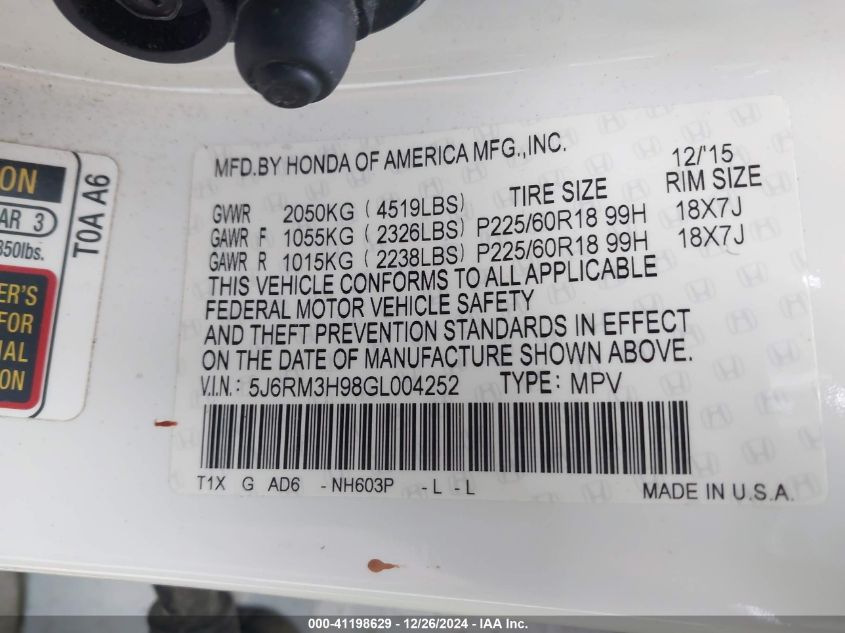 ON
AR 3
350lbs.
ER'S
FOR
IAL
ION
T0A A6
MFD.BY HONDA OF AMERICA MFG.,INC. 12/'15
TIRE SIZE RIM SIZE
GVWR 2050KG ( 4519LBS)
GAWR F 1055KG ( 2326LBS) P225/60R18 99H 18X7J
GAWR R 1015KG ( 2238LBS) P225/60R18 99H 18X7J
THIS VEHICLE CONFORMS TO ALL APPLICABLE
FEDERAL MOTOR VEHICLE SAFETY
AND THEFT PREVENTION STANDARDS IN EFFECT
ON THE DATE OF MANUFACTURE SHOWN ABOVE.
V.I.N.: 5J6RM3H98GL004252 TYPE: MPV
T1X G AD6 -NH603P -L -L MADE IN U.S.A.
000-41198629 - 12/26/2024 - IAA Inc.